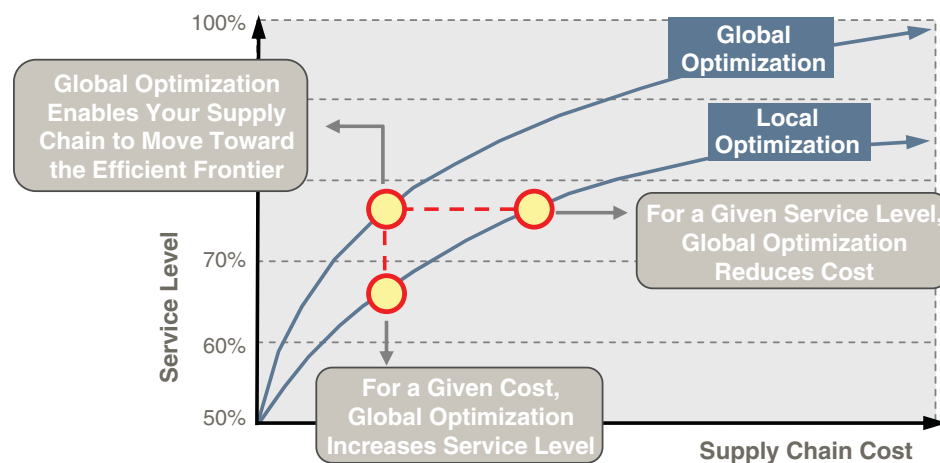 100%
Global
Optimization
Global Optimization
Enables Your Supply
Chain to Move Toward
the Efficient Frontier
Local
Optimization
For a Given Service Level,
Global Optimization
Reduces Cost
Service Level
70%
60%
50%
For a Given Cost,
Global Optimization
Increases Service Level
Supply Chain Cost